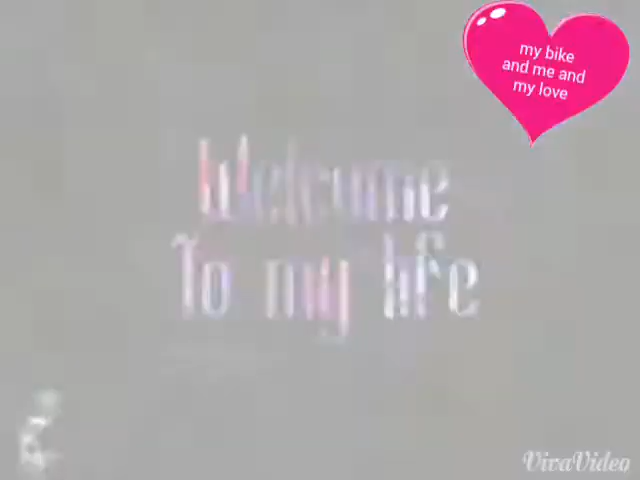 my bike
and me and
my love
Welcome
To my life
VivaVideo